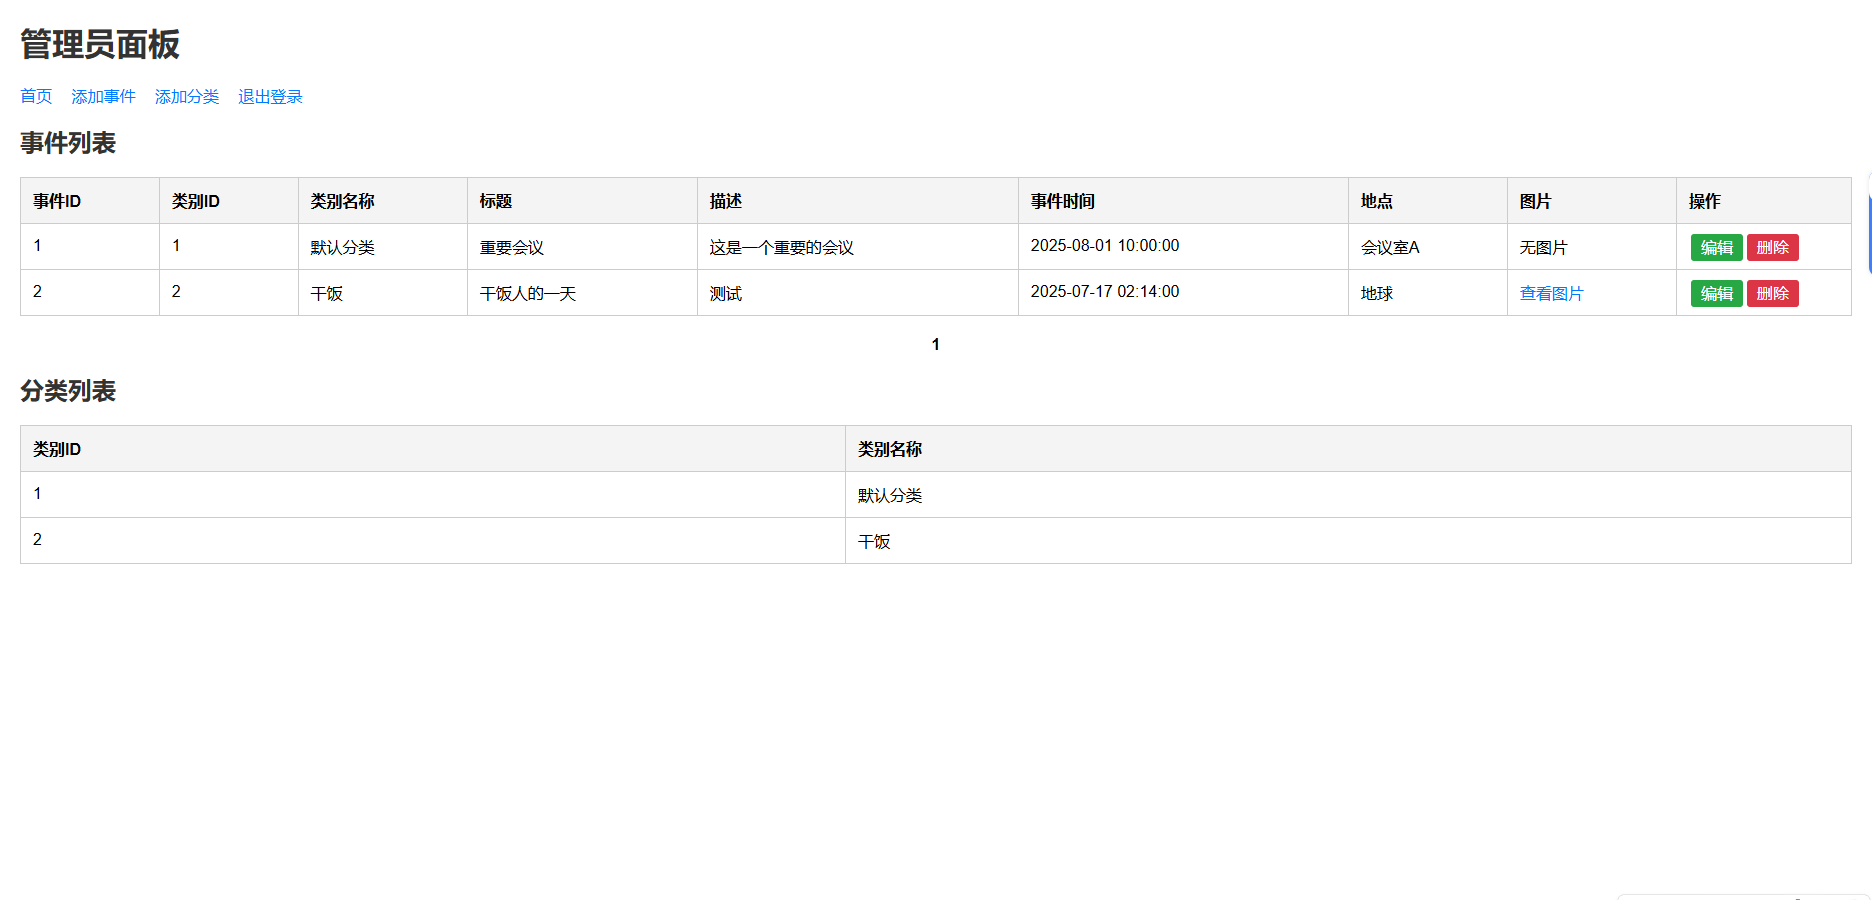 管理员面板
首页 添加事件 添加分类 退出登录
事件列表
事件ID 类别ID 类别名称 标题 描述 事件时间 地点 图片 操作
1 1 默认分类 重要会议 这是一个重要的会议 2025-08-01 10:00:00 会议室A 无图片 编辑 删除
2 2 干饭 干饭人的一天 测试 2025-07-17 02:14:00 地球 查看图片 编辑 删除
1
分类列表
类别ID 类别名称
1 默认分类
2 干饭